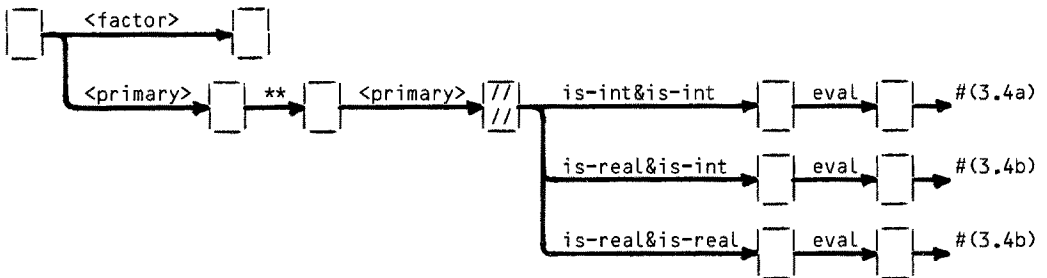 <factor>
<primary> ** <primary> // is-int&is-int eval #(3.4a)
//
is-real&is-int eval #(3.4b)
is-real&is-real eval #(3.4b)